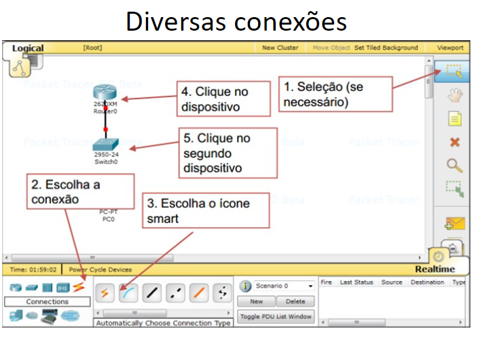 Diversas conexões
Logical
[Root]
New Cluster
Move Object
Set Tiled Background
Viewport
4. Clique no
dispositivo
1. Seleção (se
necessário)
2620XM
Router0
5. Clique no
segundo
dispositivo
2950-24
Switch0
2. Escolha a
conexão
3. Escolha o ícone
smart
PC-PT
PC0
Time: 01:59:02
Power Cycle Devices
Realtime
Connections
Automatically Choose Connection Type
Scenario 0
New
Delete
Toggle PDU List Window
Fire
Last Status
Source
Destination
Type